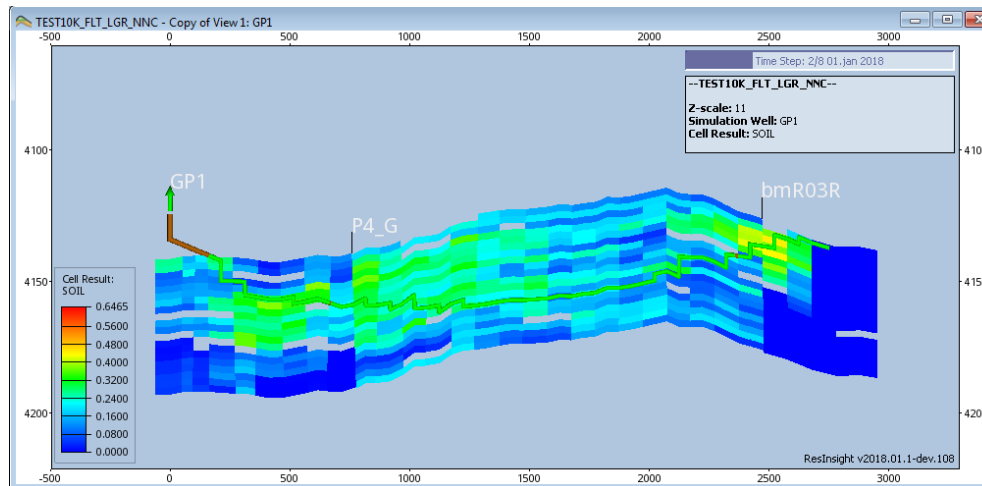 TEST10K_FLT_LGR_NNC - Copy of View 1: GP1
-500 0 500 1000 1500 2000 2500 3000
Time Step: 2/8 01.jan 2018
--TEST10K_FLT_LGR_NNC--
Z-scale: 11
Simulation Well: GP1
Cell Result: SOIL
4100 4100
GP1
bmR03R
P4_G
4150 4150
Cell Result:
SOIL
0.6465
0.5600
0.4800
0.4000
0.3200
0.2400
0.1600
0.0800
0.0000
4200 4200
ResInsight v2018.01.1-dev.108
-500 0 500 1000 1500 2000 2500 3000